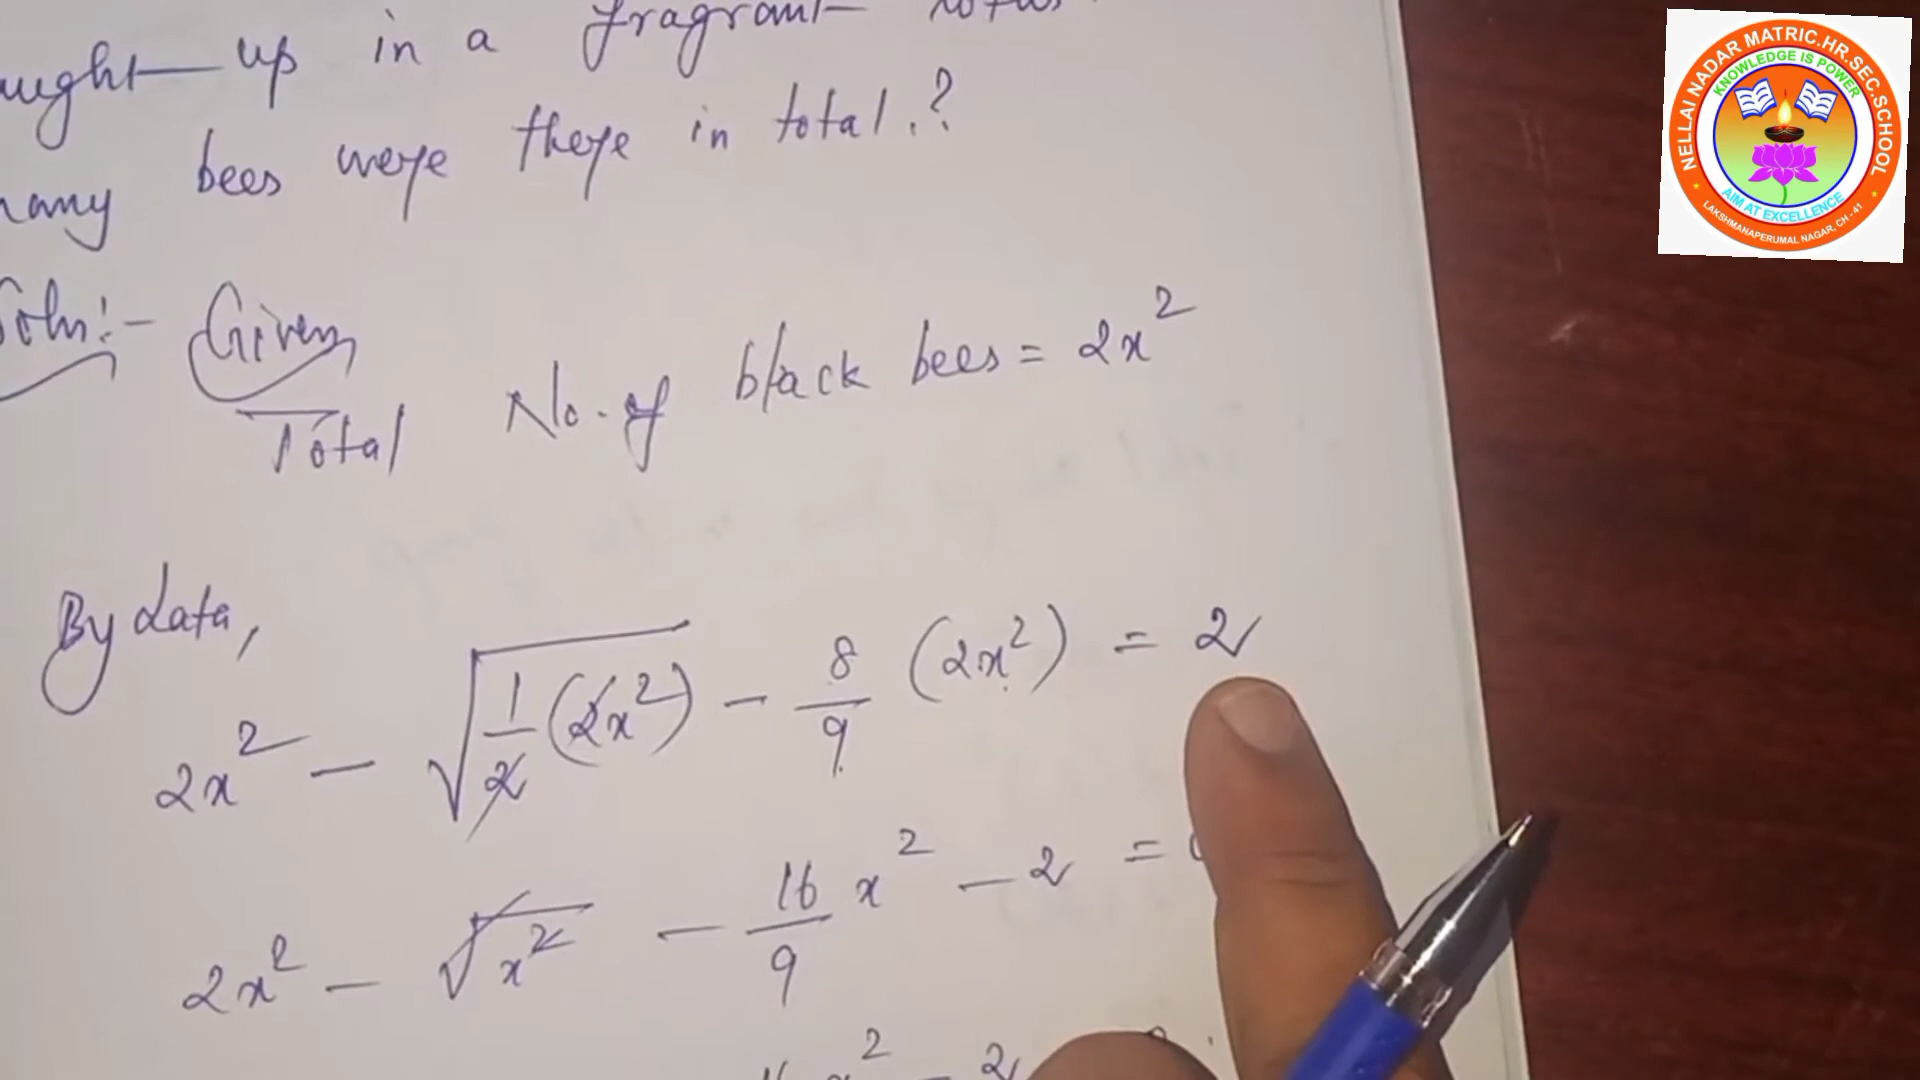 up in a fragrant lotus
bees were there in total.?
Soln:- Given
Total No. of black bees = 2x²
By data,
2x² - √(1/2 (2x²)) - 8/9 (2x²) = 2
2x² - √x² - 16/9 x² - 2 =
NELLAI NADAR MATRIC.HR.SEC.SCHOOL
KNOWLEDGE IS POWER
AIM AT EXCELLENCE
LAKSHMANAPERUMAL NAGAR, CH - 41